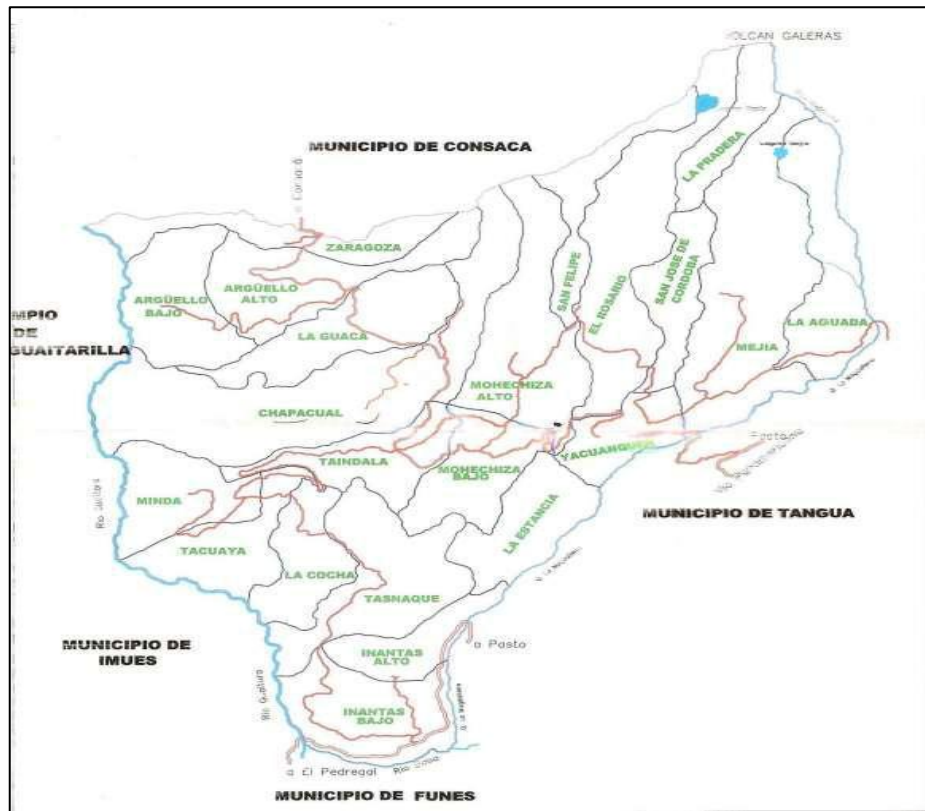 VOLCAN GALERAS
MUNICIPIO DE CONSACA
LA PRADERA
ZARAGOZA
SAN FELIPE
EL ROSARIO
SAN JOSE DE
CORDOBA
ARGÜELLO
BAJO
ARGÜELLO
ALTO
MPIO
DE
GUAITARILLA
LA GUACA
LA AGUADA
MEJIA
MOHECHIZA
ALTO
CHAPACUAL
TAINDALA
MOHECHIZA
BAJO
YACUANQUER
MINDA
LA ESTANCIA
MUNICIPIO DE TANGUA
TACUAYA
LA COCHA
TASNAQUE
MUNICIPIO DE
IMUES
a Pasto
INANTAS
ALTO
INANTAS
BAJO
a El Pedregal
MUNICIPIO DE FUNES